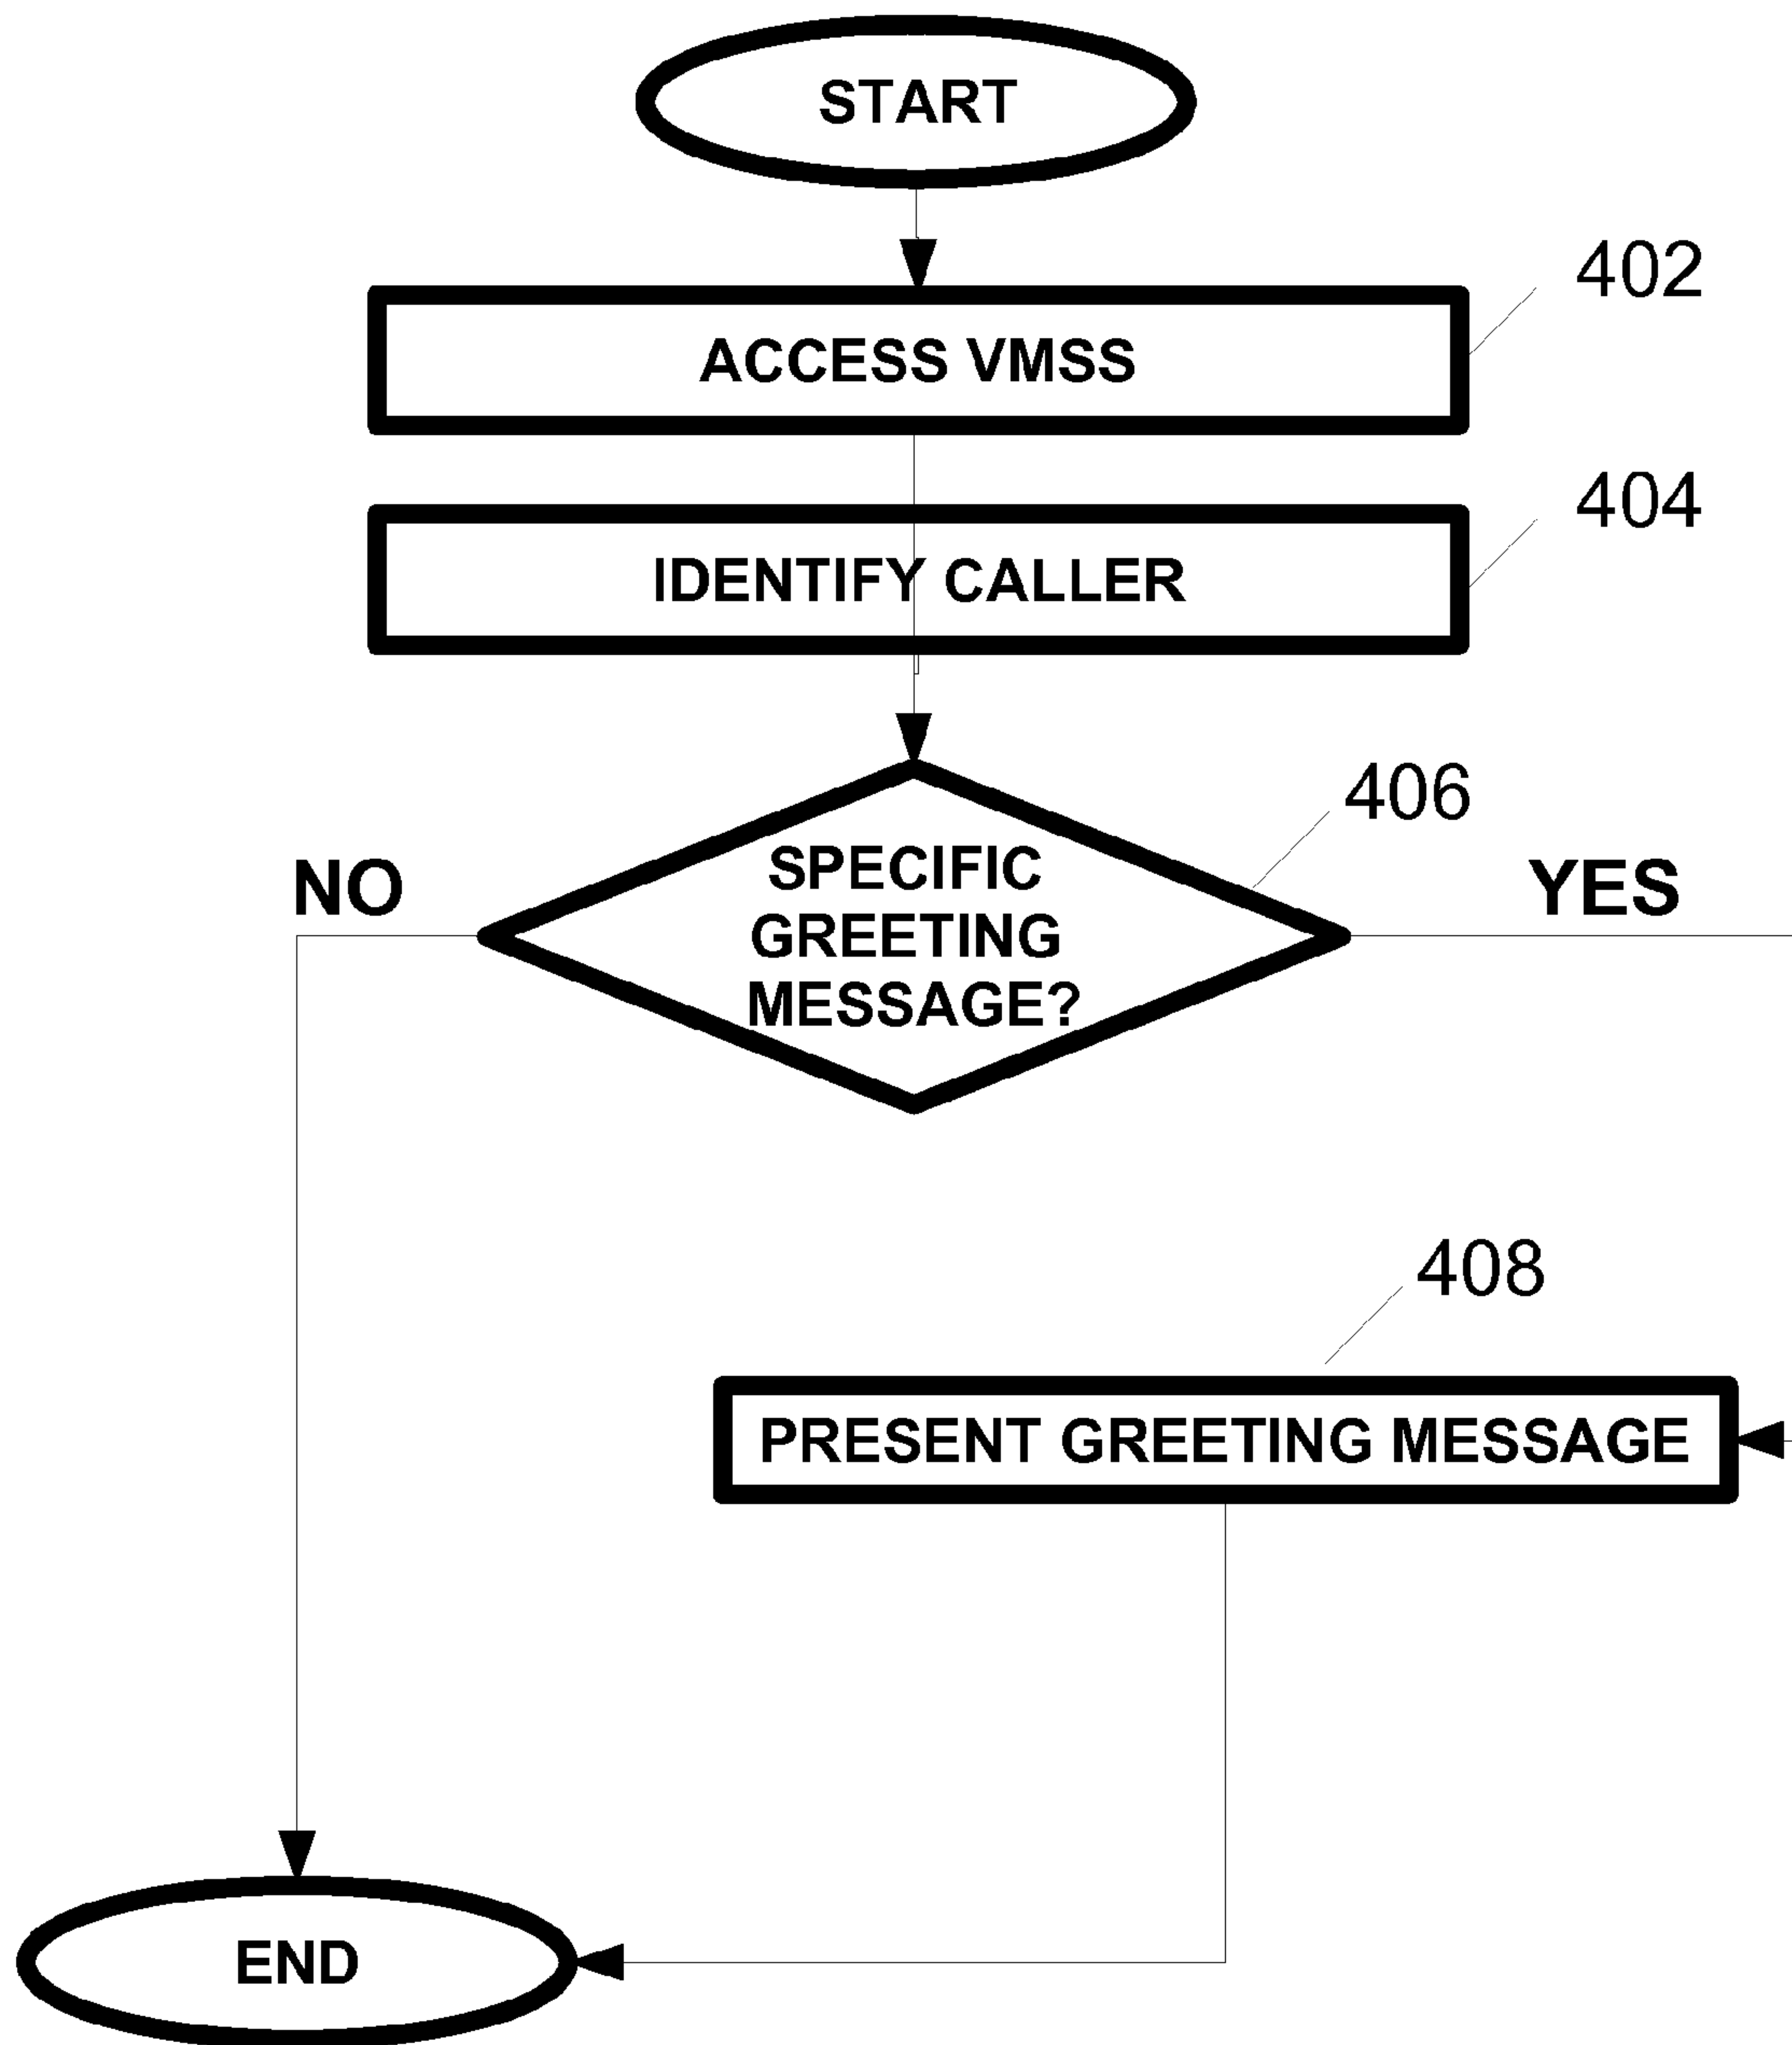 START
402
ACCESS VMSS
404
IDENTIFY CALLER
406
SPECIFIC
GREETING
MESSAGE?
NO
YES
408
PRESENT GREETING MESSAGE
END